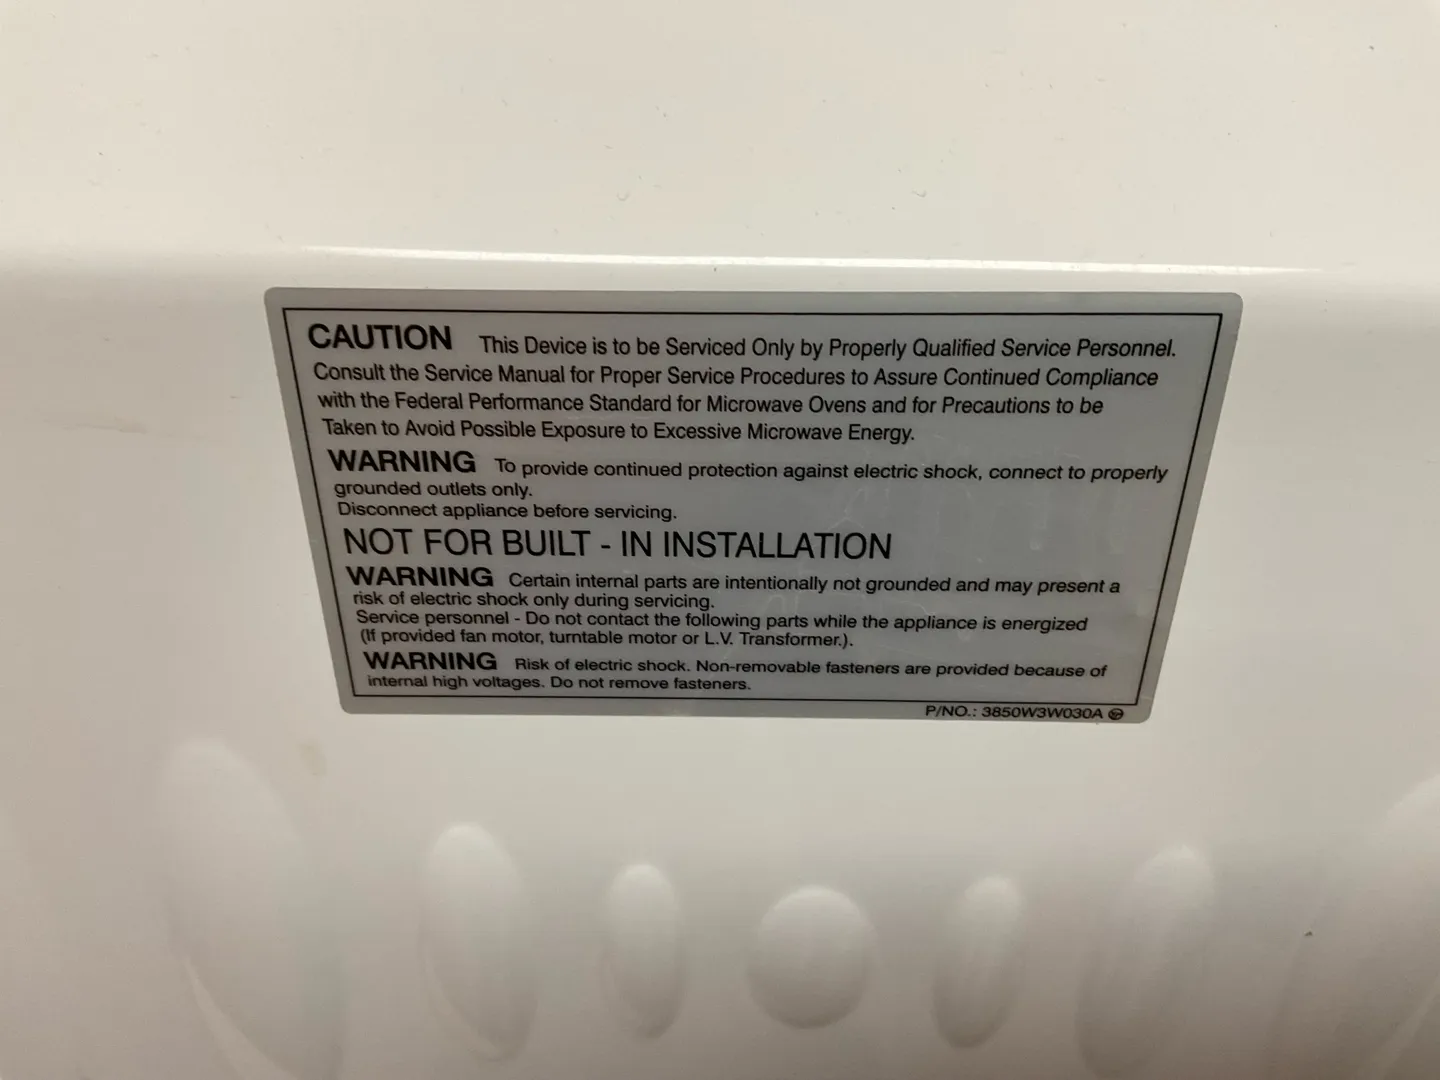 CAUTION This Device is to be Serviced Only by Properly Qualified Service Personnel.
Consult the Service Manual for Proper Service Procedures to Assure Continued Compliance
with the Federal Performance Standard for Microwave Ovens and for Precautions to be
Taken to Avoid Possible Exposure to Excessive Microwave Energy.
WARNING To provide continued protection against electric shock, connect to properly
grounded outlets only.
Disconnect appliance before servicing.
NOT FOR BUILT - IN INSTALLATION
WARNING Certain internal parts are intentionally not grounded and may present a
risk of electric shock only during servicing.
Service personnel - Do not contact the following parts while the appliance is energized
(If provided fan motor, turntable motor or L.V. Transformer.).
WARNING Risk of electric shock. Non-removable fasteners are provided because of
internal high voltages. Do not remove fasteners.
P/NO.: 3850W3W030A